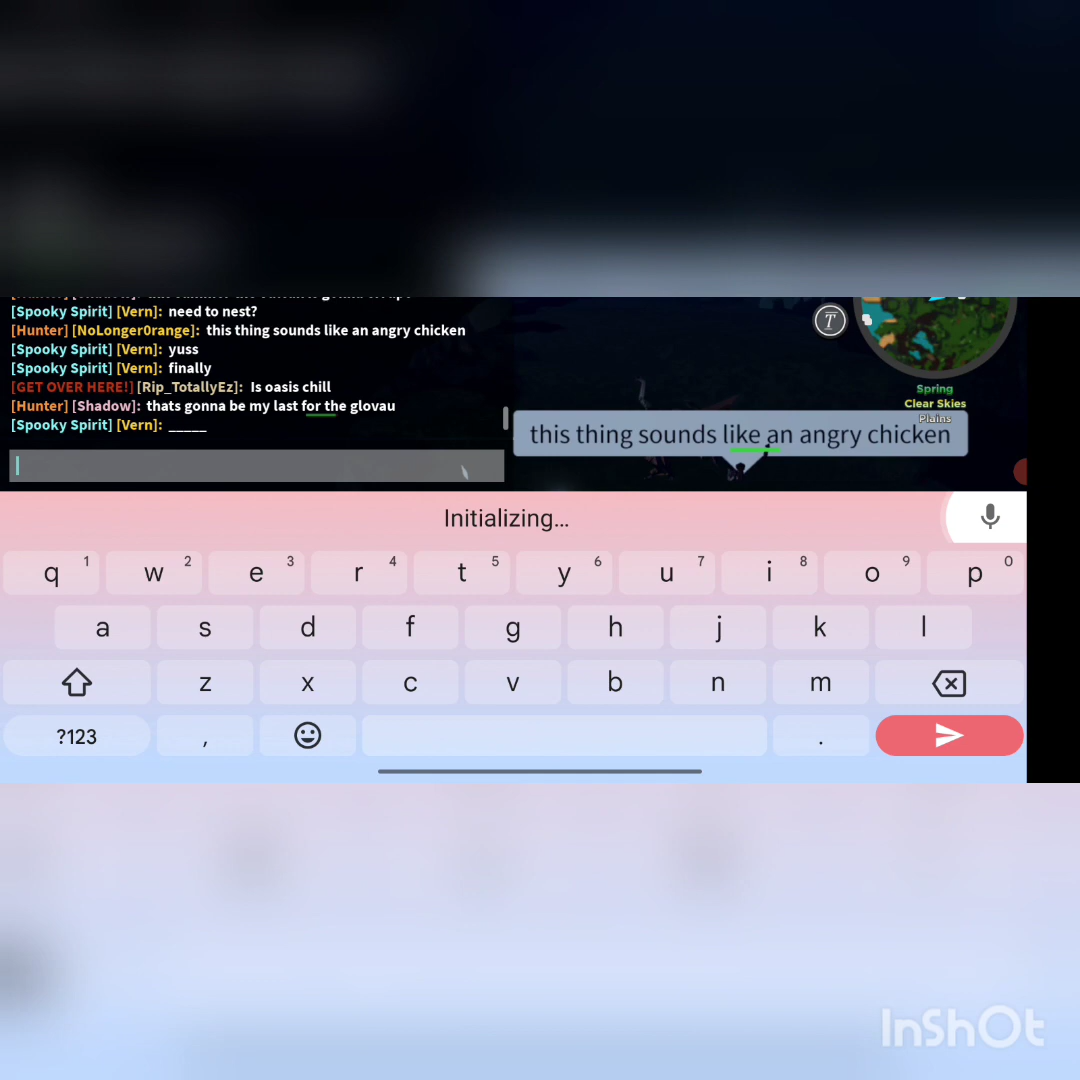 [Spooky Spirit] [Vern]: need to nest?
[Hunter] [NoLonger0range]: this thing sounds like an angry chicken
[Spooky Spirit] [Vern]: yuss
[Spooky Spirit] [Vern]: finally
[GET OVER HERE!] [Rip_TotallyEz]: Is oasis chill
[Hunter] [Shadow]: thats gonna be my last for the glovau
[Spooky Spirit] [Vern]: _____
T
Spring
Clear Skies
Plains
this thing sounds like an angry chicken
Initializing...
q 1 w 2 e 3 r 4 t 5 y 6 u 7 i 8 o 9 p 0
a s d f g h j k l
z x c v b n m
?123 , .
InShOt